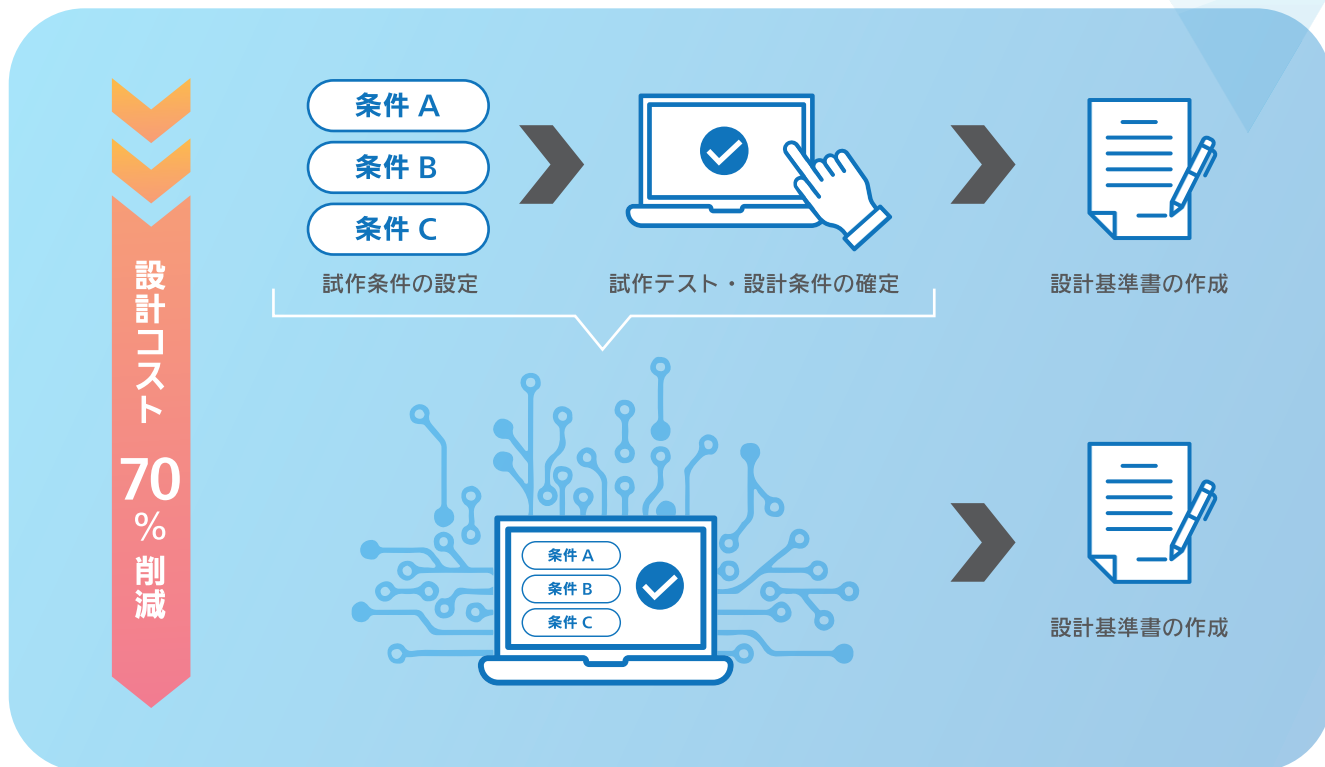 設計コスト
70
%
削減
条件 A
条件 B
条件 C
試作条件の設定
試作テスト・設計条件の確定
設計基準書の作成
条件 A
条件 B
条件 C
設計基準書の作成